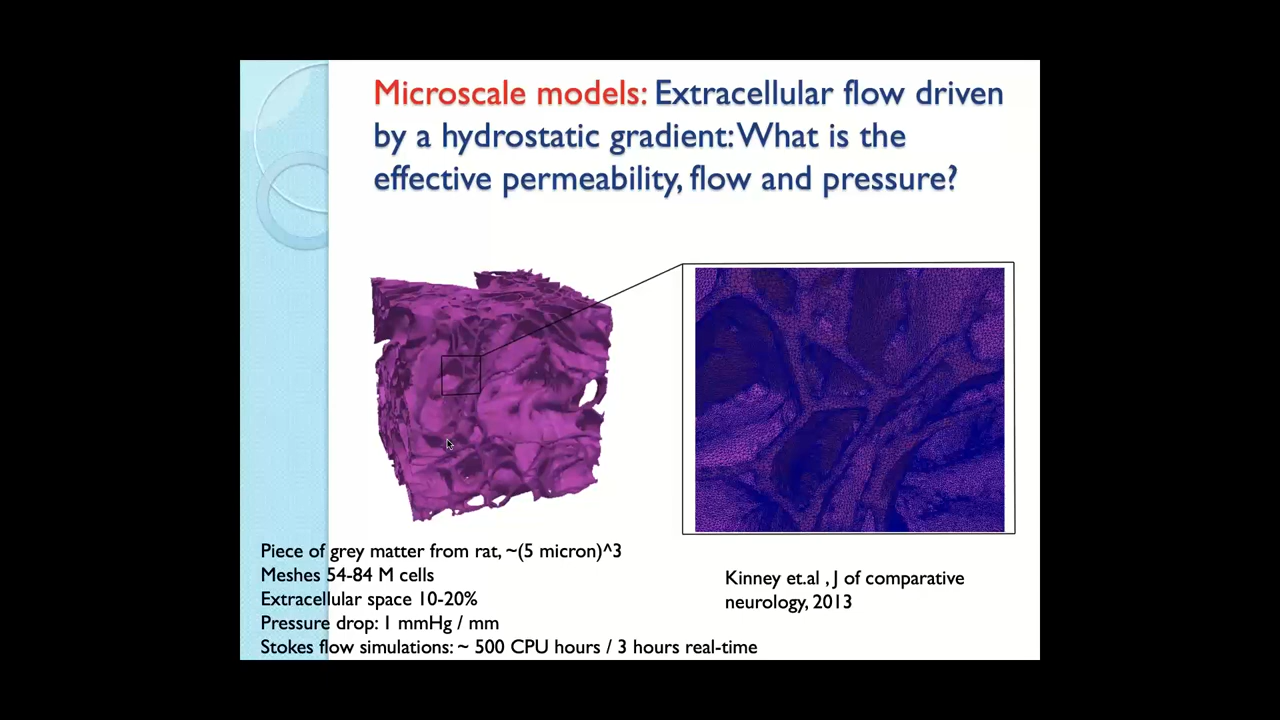 Microscale models: Extracellular flow driven
by a hydrostatic gradient: What is the
effective permeability, flow and pressure?
Piece of grey matter from rat, ~(5 micron)^3
Meshes 54-84 M cells
Extracellular space 10-20%
Pressure drop: 1 mmHg / mm
Stokes flow simulations: ~ 500 CPU hours / 3 hours real-time
Kinney et.al , J of comparative
neurology, 2013